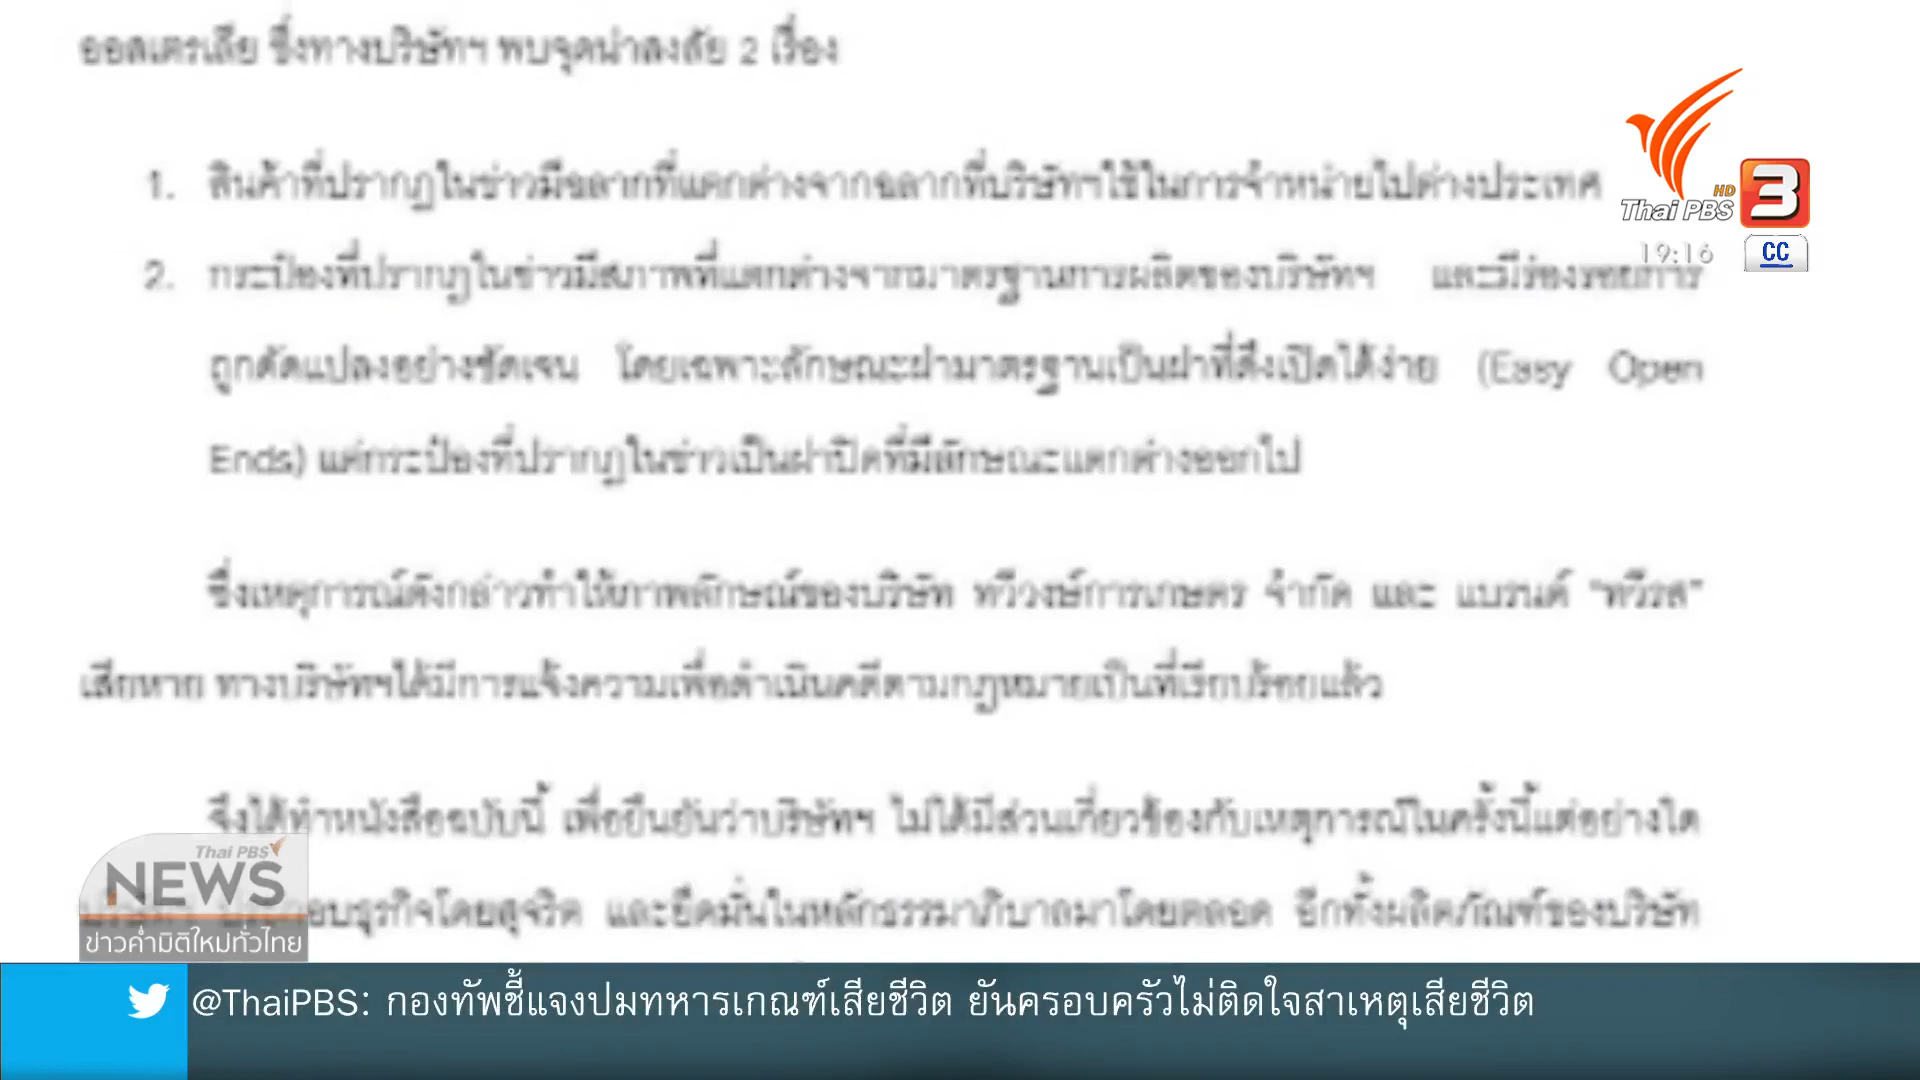 ออสเตรเลีย ซึ่งทางบริษัทฯ พบจุดน่าสงสัย 2 เรื่อง
1. สินค้าที่ปรากฏในข่าวมีฉลากที่แตกต่างจากฉลากที่บริษัทฯใช้ในการจำหน่ายไปต่างประเทศ
Thai PBS HD 3
19:16 CC
2. กระป๋องที่ปรากฏในข่าวมีสภาพที่แตกต่างจากมาตรฐานการผลิตของบริษัทฯ และมีร่องรอยการ
ถูกดัดแปลงอย่างชัดเจน โดยเฉพาะลักษณะฝามาตรฐานเป็นฝาที่ดึงเปิดได้ง่าย (Easy Open
Ends) แต่กระป๋องที่ปรากฏในข่าวเป็นฝาปิดที่มีลักษณะแตกต่างออกไป
ซึ่งเหตุการณ์ดังกล่าวทำให้ภาพลักษณ์ของบริษัท ทวีวงษ์การเกษตร จำกัด และ แบรนด์ "ทวีรส"
เสียหาย ทางบริษัทฯได้มีการแจ้งความเพื่อดำเนินคดีตามกฎหมายเป็นที่เรียบร้อยแล้ว
จึงได้ทำหนังสือฉบับนี้ เพื่อยืนยันว่าบริษัทฯ ไม่ได้มีส่วนเกี่ยวข้องกับเหตุการณ์ในครั้งนี้แต่อย่างใด
โดยสุจริต และยึดมั่นในหลักธรรมาภิบาลมาโดยตลอด อีกทั้งผลิตภัณฑ์ของบริษัท
Thai PBS
NEWS
ข่าวค่ำมิติใหม่ทั่วไทย
@ThaiPBS: กองทัพชี้แจงปมทหารเกณฑ์เสียชีวิต ยันครอบครัวไม่ติดใจสาเหตุเสียชีวิต